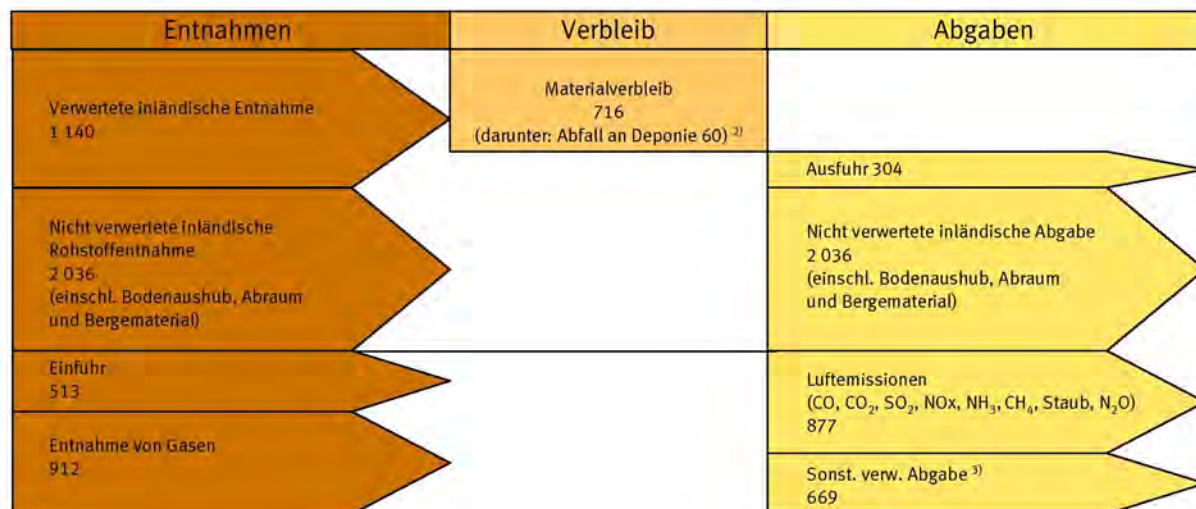 Entnahmen
Verwertete inländische Entnahme
1 140
Nicht verwertete inländische
Rohstoffentnahme
2 036
(einschl. Bodenaushub, Abraum
und Bergematerial)
Einfuhr
513
Entnahme von Gasen
912
Verbleib
Materialverbleib
716
(darunter: Abfall an Deponie 60) ²⁾
Abgaben
Ausfuhr 304
Nicht verwertete inländische Abgabe
2 036
(einschl. Bodenaushub, Abraum
und Bergematerial)
Luftemissionen
(CO, CO₂, SO₂, NOx, NH₃, CH₄, Staub, N₂O)
877
Sonst. verw. Abgabe ³⁾
669